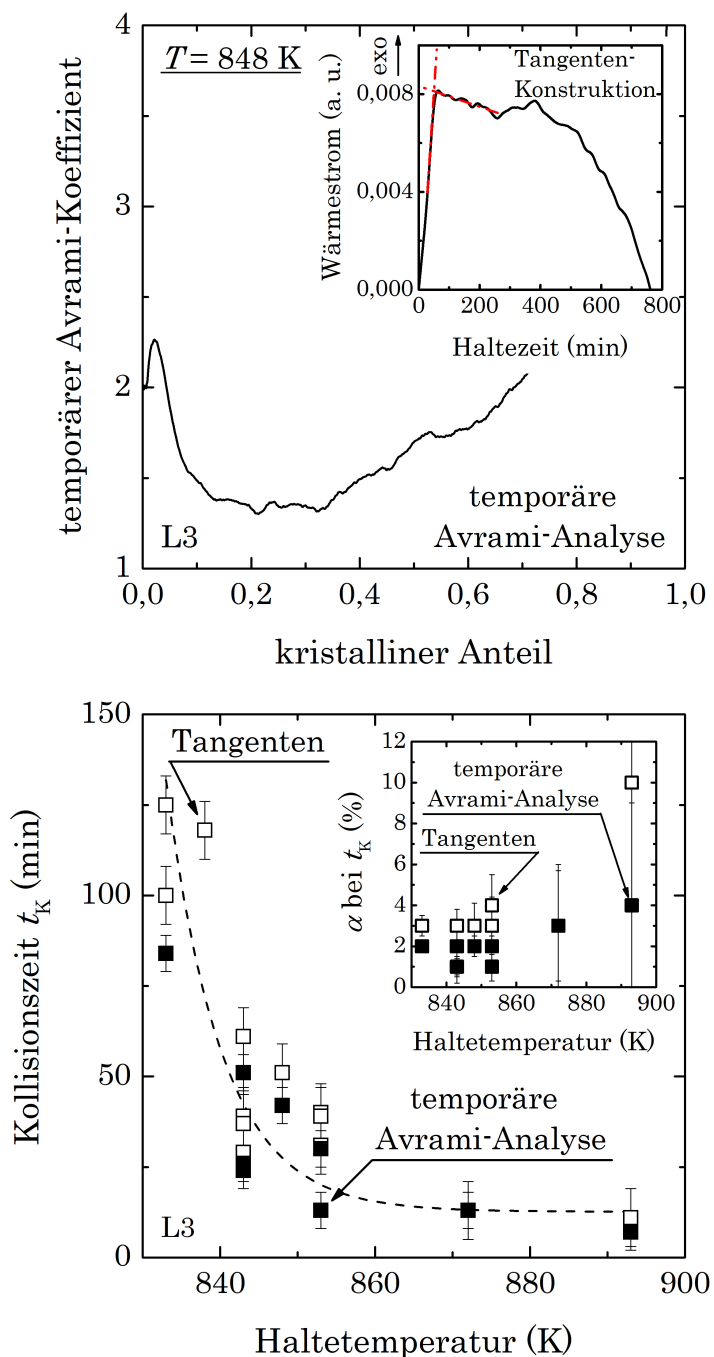 4
3
2
1
temporärer Avrami-Koeffizient
T = 848 K
exo
Tangenten-
Konstruktion
Wärmestrom (a. u.)
0,008
0,004
0,000
0 200 400 600 800
Haltezeit (min)
L3
temporäre
Avrami-Analyse
0,0 0,2 0,4 0,6 0,8 1,0
kristalliner Anteil
150
100
50
0
Kollisionszeit tK (min)
Tangenten
12
10
8
6
4
2
0
α bei tK (%)
temporäre
Avrami-Analyse
Tangenten
840 860 880 900
Haltetemperatur (K)
temporäre
Avrami-Analyse
L3
840 860 880 900
Haltetemperatur (K)